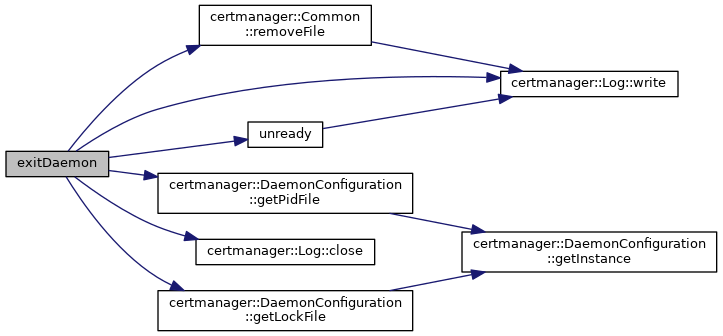 certmanager::Common
::removeFile
certmanager::Log::write
unready
exitDaemon
certmanager::DaemonConfiguration
::getPidFile
certmanager::Log::close
certmanager::DaemonConfiguration
::getInstance
certmanager::DaemonConfiguration
::getLockFile